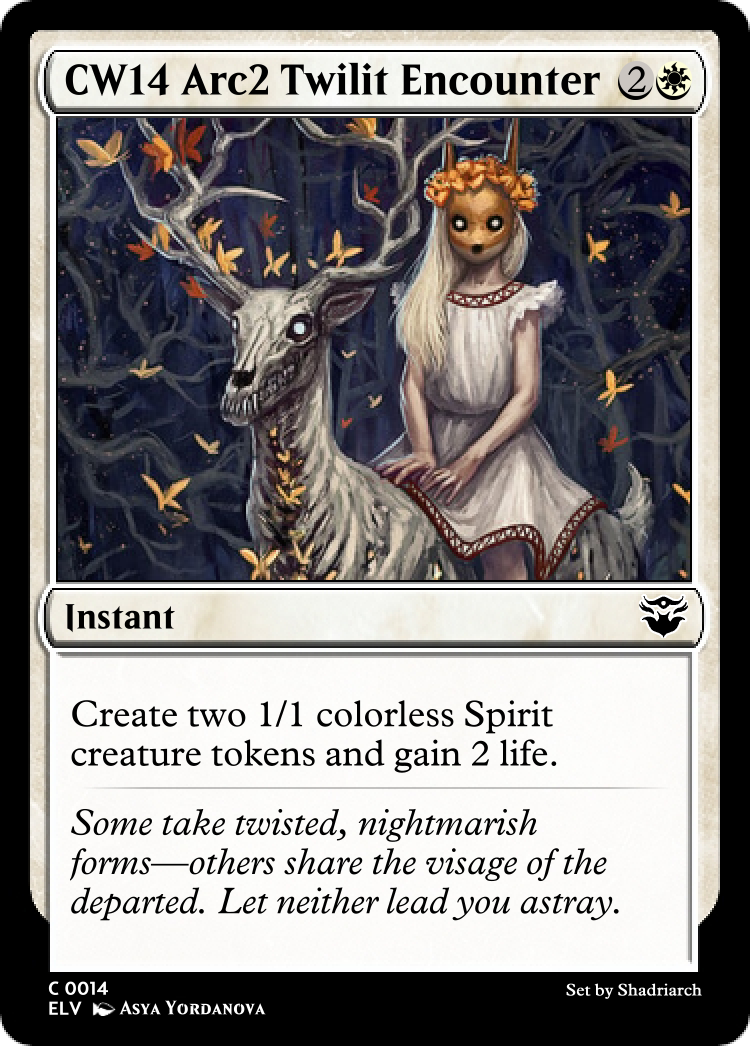 CW14 Arc2 Twilit Encounter 2
Instant
Create two 1/1 colorless Spirit
creature tokens and gain 2 life.
Some take twisted, nightmarish
forms—others share the visage of the
departed. Let neither lead you astray.
C 0014
ELV Asya Yordanova
Set by Shadriarch